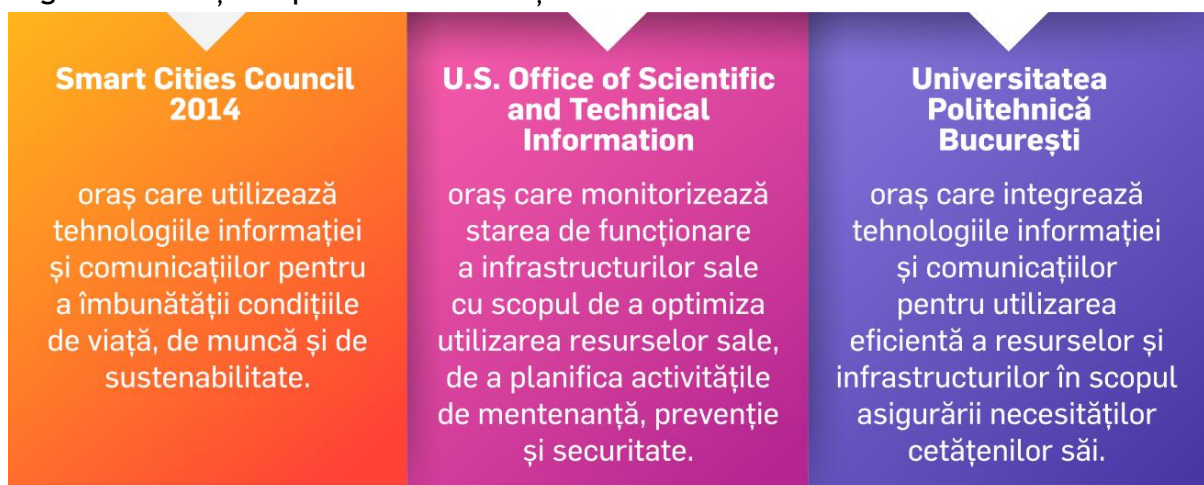 Smart Cities Council
2014
oraș care utilizează
tehnologiile informației
și comunicațiilor pentru
a îmbunătății condițiile
de viață, de muncă și de
sustenabilitate.
U.S. Office of Scientific
and Technical
Information
oraș care monitorizează
starea de funcționare
a infrastructurilor sale
cu scopul de a optimiza
utilizarea resurselor sale,
de a planifica activitățile
de mentenanță, prevenție
și securitate.
Universitatea
Politehnică
București
oraș care integrează
tehnologiile informației
și comunicațiilor
pentru utilizarea
eficientă a resurselor și
infrastructurilor în scopul
asigurării necesităților
cetățenilor săi.